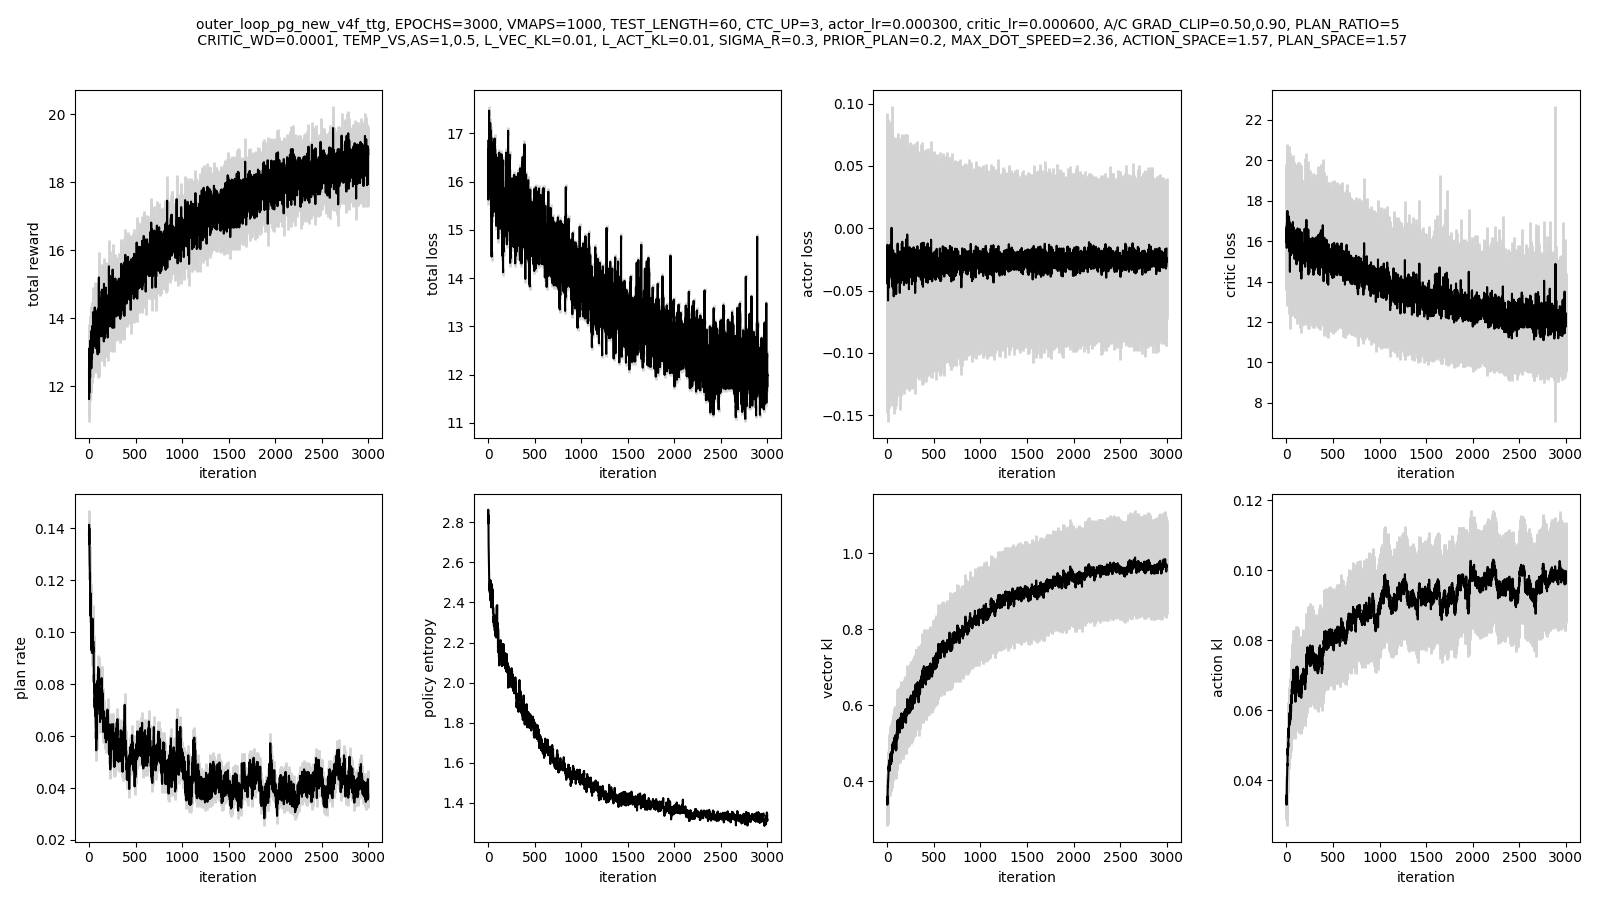 outer_loop_pg_new_v4f_ttg, EPOCHS=3000, VMAPS=1000, TEST_LENGTH=60, CTC_UP=3, actor_lr=0.000300, critic_lr=0.000600, A/C GRAD_CLIP=0.50,0.90, PLAN_RATIO=5
CRITIC_WD=0.0001, TEMP_VS,AS=1,0.5, L_VEC_KL=0.01, L_ACT_KL=0.01, SIGMA_R=0.3, PRIOR_PLAN=0.2, MAX_DOT_SPEED=2.36, ACTION_SPACE=1.57, PLAN_SPACE=1.57
total reward
20
18
16
14
12
0 500 1000 1500 2000 2500 3000
iteration
total loss
17
16
15
14
13
12
11
0 500 1000 1500 2000 2500 3000
iteration
actor loss
0.10
0.05
0.00
−0.05
−0.10
−0.15
0 500 1000 1500 2000 2500 3000
iteration
critic loss
22
20
18
16
14
12
10
8
0 500 1000 1500 2000 2500 3000
iteration
plan rate
0.14
0.12
0.10
0.08
0.06
0.04
0.02
0 500 1000 1500 2000 2500 3000
iteration
policy entropy
2.8
2.6
2.4
2.2
2.0
1.8
1.6
1.4
0 500 1000 1500 2000 2500 3000
iteration
vector kl
1.0
0.8
0.6
0.4
0 500 1000 1500 2000 2500 3000
iteration
action kl
0.12
0.10
0.08
0.06
0.04
0 500 1000 1500 2000 2500 3000
iteration